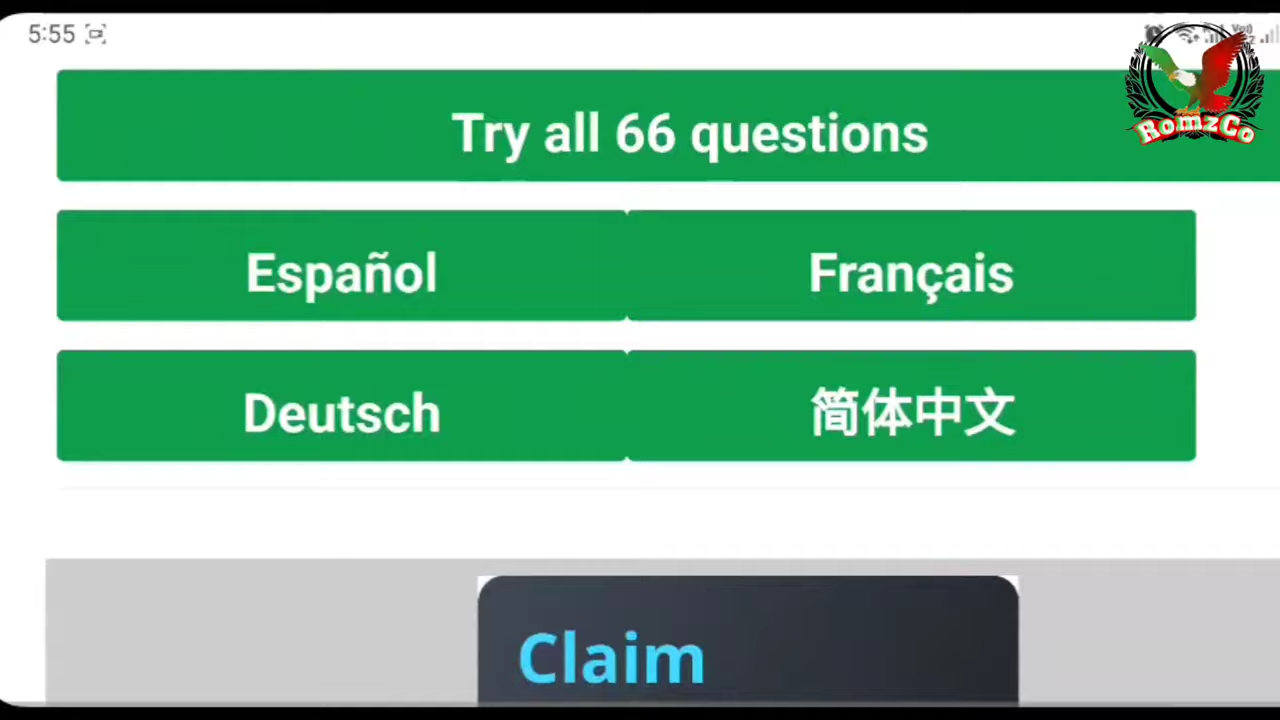 5:55
RomzCo
Try all 66 questions
Español
Français
Deutsch
简体中文
Claim